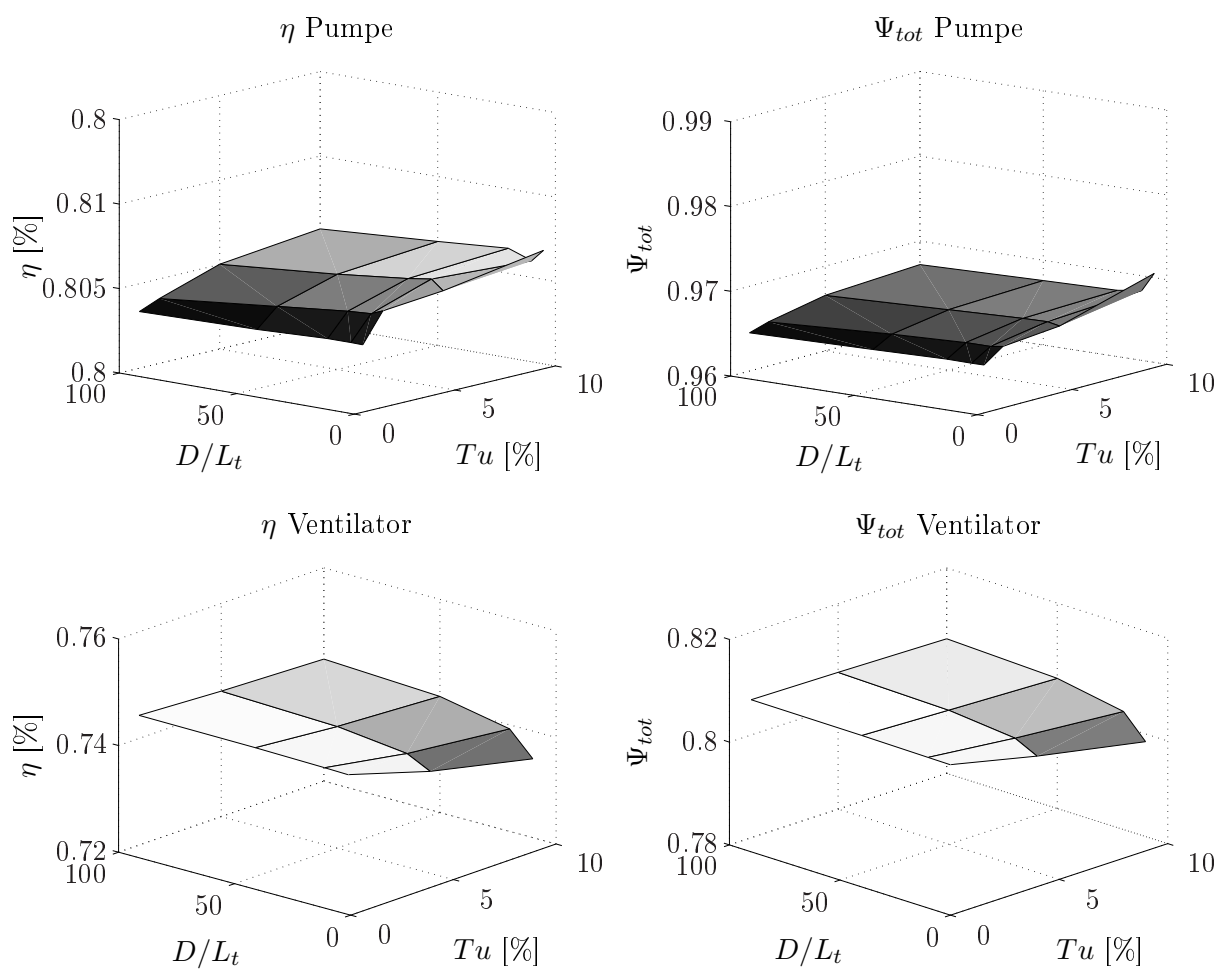 η Pumpe
0.8
0.81
0.805
0.8
η [%]
100
50
0
D/L_t
0
5
10
Tu [%]
Ψ_tot Pumpe
0.99
0.98
0.97
0.96
Ψ_tot
100
50
0
D/L_t
0
5
10
Tu [%]
η Ventilator
0.76
0.74
0.72
η [%]
100
50
0
D/L_t
0
5
10
Tu [%]
Ψ_tot Ventilator
0.82
0.8
0.78
Ψ_tot
100
50
0
D/L_t
0
5
10
Tu [%]